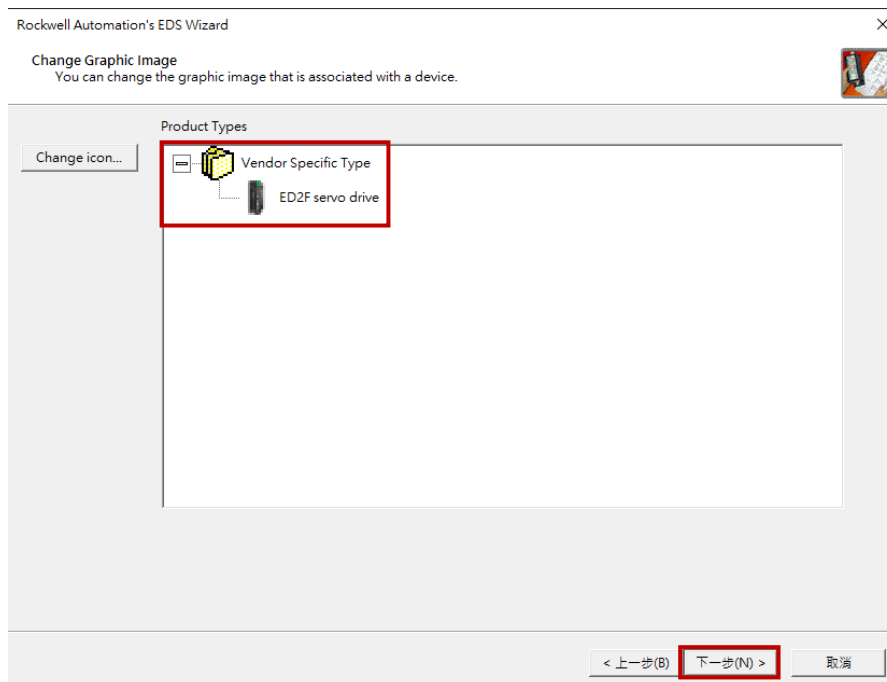 Rockwell Automation's EDS Wizard
Change Graphic Image
You can change the graphic image that is associated with a device.
Product Types
Change icon...
Vendor Specific Type
ED2F servo drive
< 上一步(B)
下一步(N) >
取消